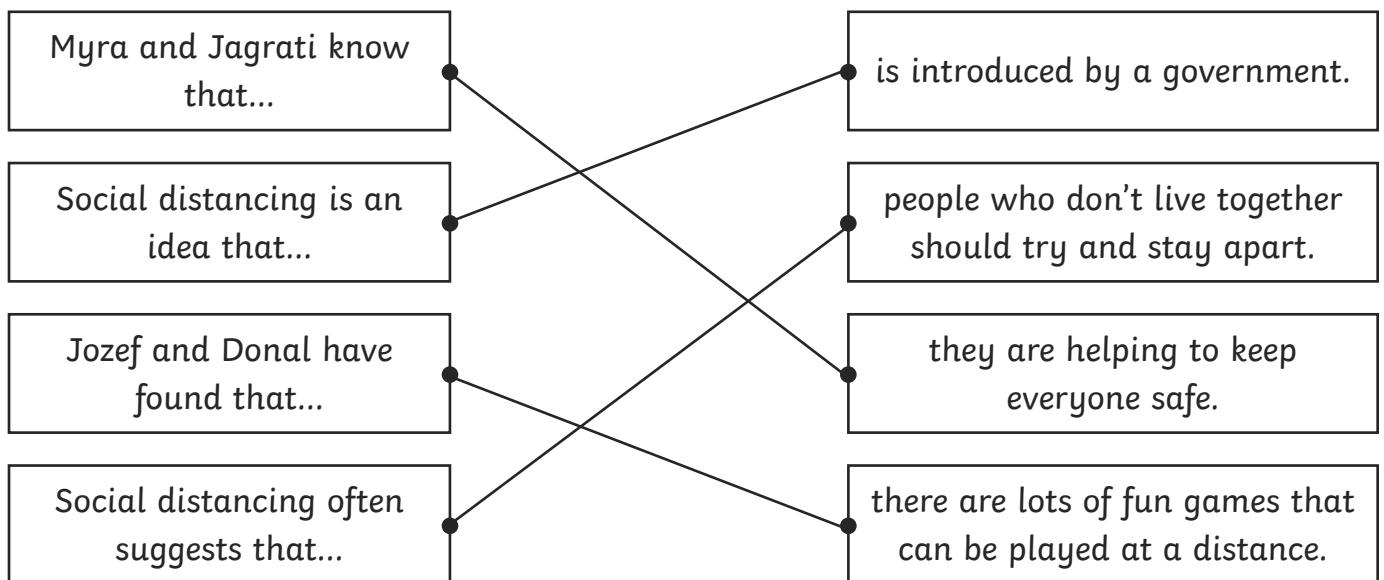 Myra and Jagrati know
that...
is introduced by a government.
Social distancing is an
idea that...
people who don't live together
should try and stay apart.
Jozef and Donal have
found that...
they are helping to keep
everyone safe.
Social distancing often
suggests that...
there are lots of fun games that
can be played at a distance.